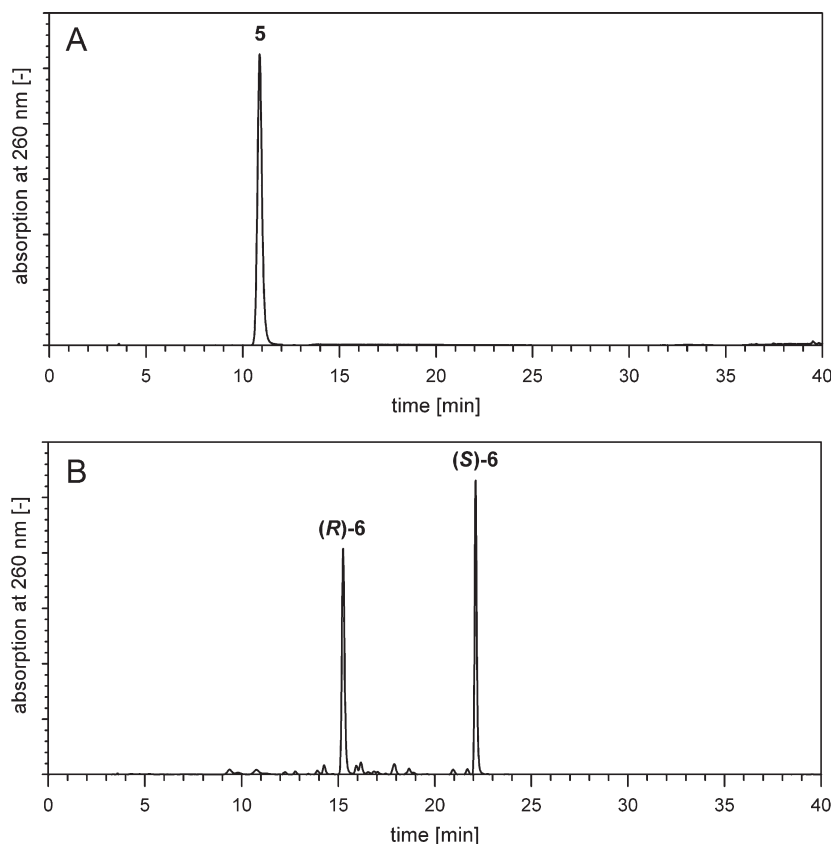 A
5
absorption at 260 nm [-]
0 5 10 15 20 25 30 35 40
time [min]
B
(S)-6
(R)-6
absorption at 260 nm [-]
0 5 10 15 20 25 30 35 40
time [min]